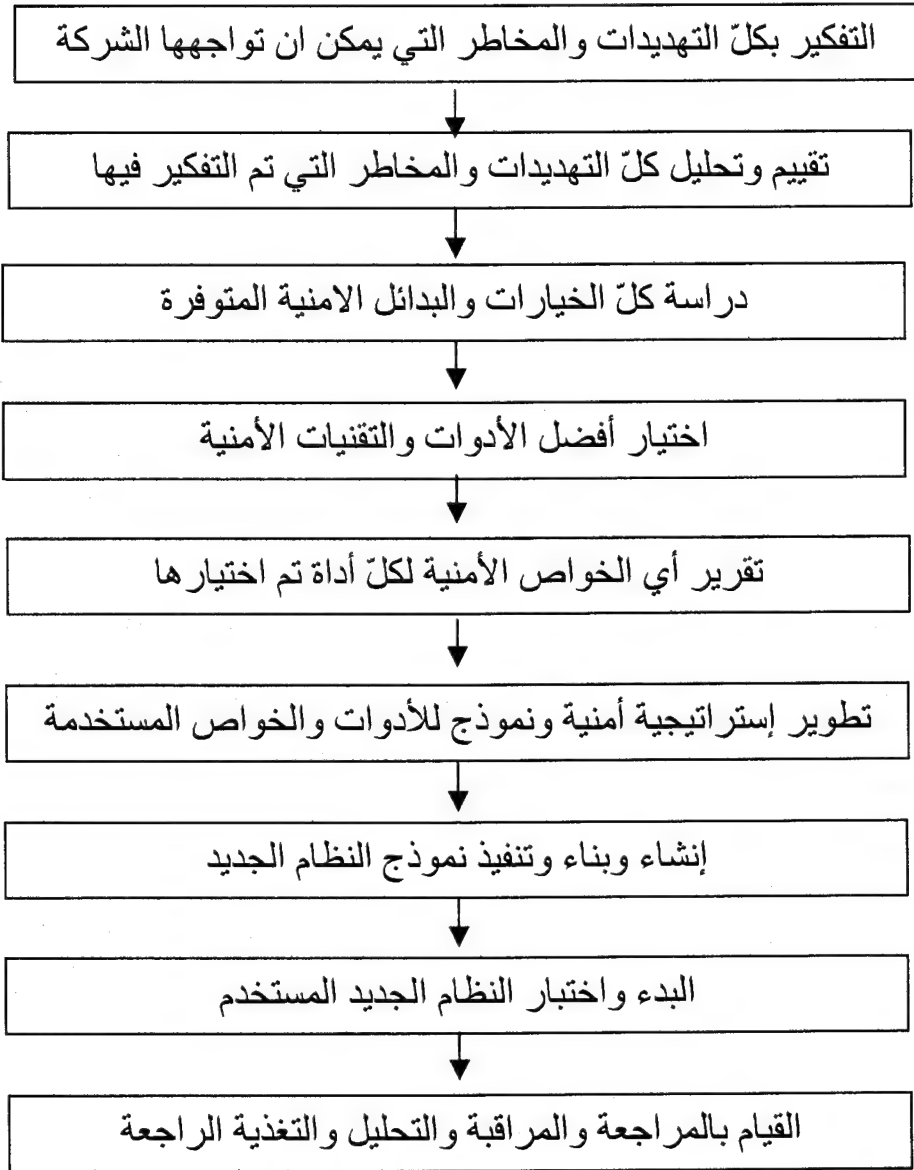 التفكير بكلّ التهديدات والمخاطر التي يمكن ان تواجهها الشركة
تقييم وتحليل كلّ التهديدات والمخاطر التي تم التفكير فيها
دراسة كلّ الخيارات والبدائل الامنية المتوفرة
اختيار أفضل الأدوات والتقنيات الأمنية
تقرير أي الخواص الأمنية لكلّ أداة تم اختيارها
تطوير إستراتيجية أمنية ونموذج للأدوات والخواص المستخدمة
إنشاء وبناء وتنفيذ نموذج النظام الجديد
البدء واختبار النظام الجديد المستخدم
القيام بالمراجعة والمراقبة والتحليل والتغذية الراجعة